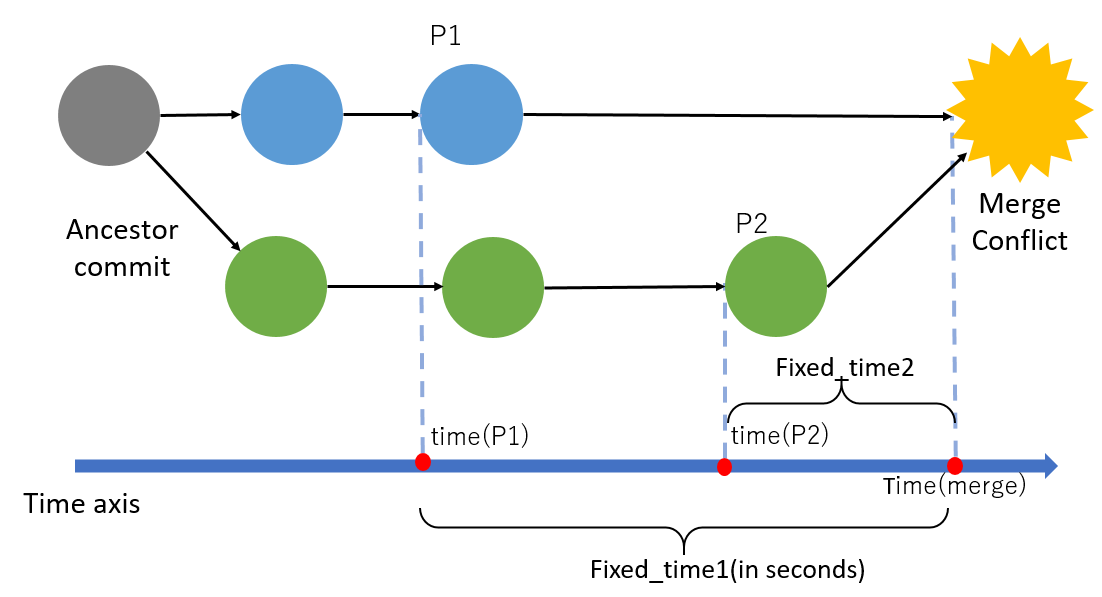 P1
Ancestor
commit
P2
Merge
Conflict
Fixed_time2
time(P1)
time(P2)
Time axis
Time(merge)
Fixed_time1(in seconds)